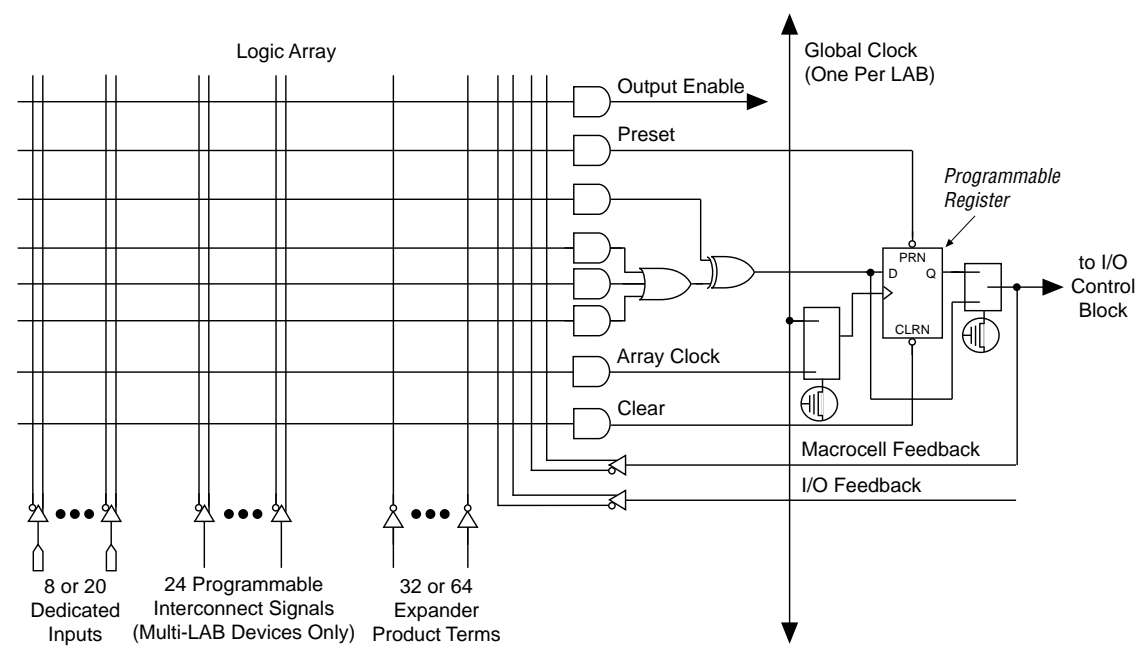 Logic Array
Global Clock
(One Per LAB)
Output Enable
Preset
Programmable
Register
PRN
D
Q
CLRN
to I/O
Control
Block
Array Clock
Clear
Macrocell Feedback
I/O Feedback
8 or 20
Dedicated
Inputs
24 Programmable
Interconnect Signals
(Multi-LAB Devices Only)
32 or 64
Expander
Product Terms